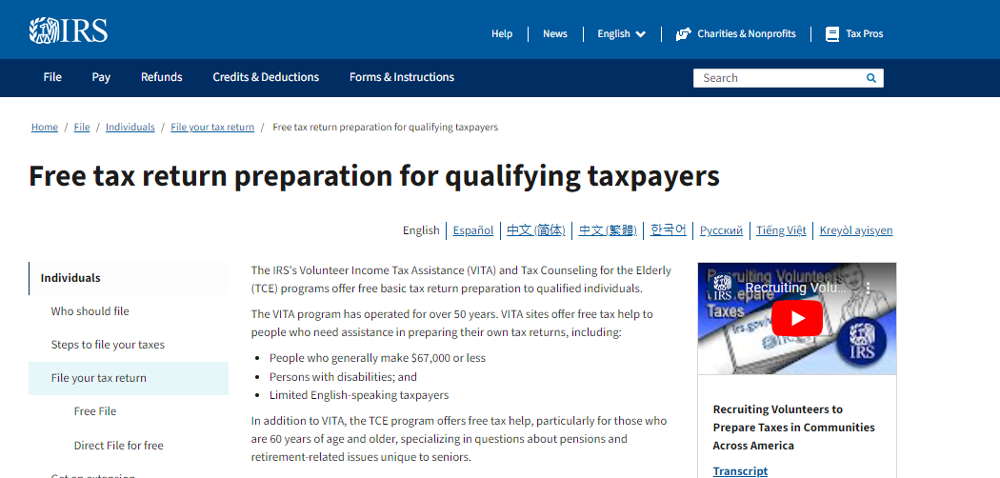 IRS
Help
News
English
Charities & Nonprofits
Tax Pros
File
Pay
Refunds
Credits & Deductions
Forms & Instructions
Search
Home / File / Individuals / File your tax return / Free tax return preparation for qualifying taxpayers
Free tax return preparation for qualifying taxpayers
English | Español | 中文 (简体) | 中文 (繁體) | 한국어 | Русский | Tiếng Việt | Kreyòl ayisyen
Individuals
Who should file
Steps to file your taxes
File your tax return
Free File
Direct File for free
Get an extension
The IRS's Volunteer Income Tax Assistance (VITA) and Tax Counseling for the Elderly
(TCE) programs offer free basic tax return preparation to qualified individuals.
The VITA program has operated for over 50 years. VITA sites offer free tax help to
people who need assistance in preparing their own tax returns, including:
• People who generally make $67,000 or less
• Persons with disabilities; and
• Limited English-speaking taxpayers
In addition to VITA, the TCE program offers free tax help, particularly for those who
are 60 years of age and older, specializing in questions about pensions and
retirement-related issues unique to seniors.
Recruiting Volu...
IRS
Volunteers
Taxes
IRS
Recruiting Volunteers to
Prepare Taxes in Communities
Across America
Transcript